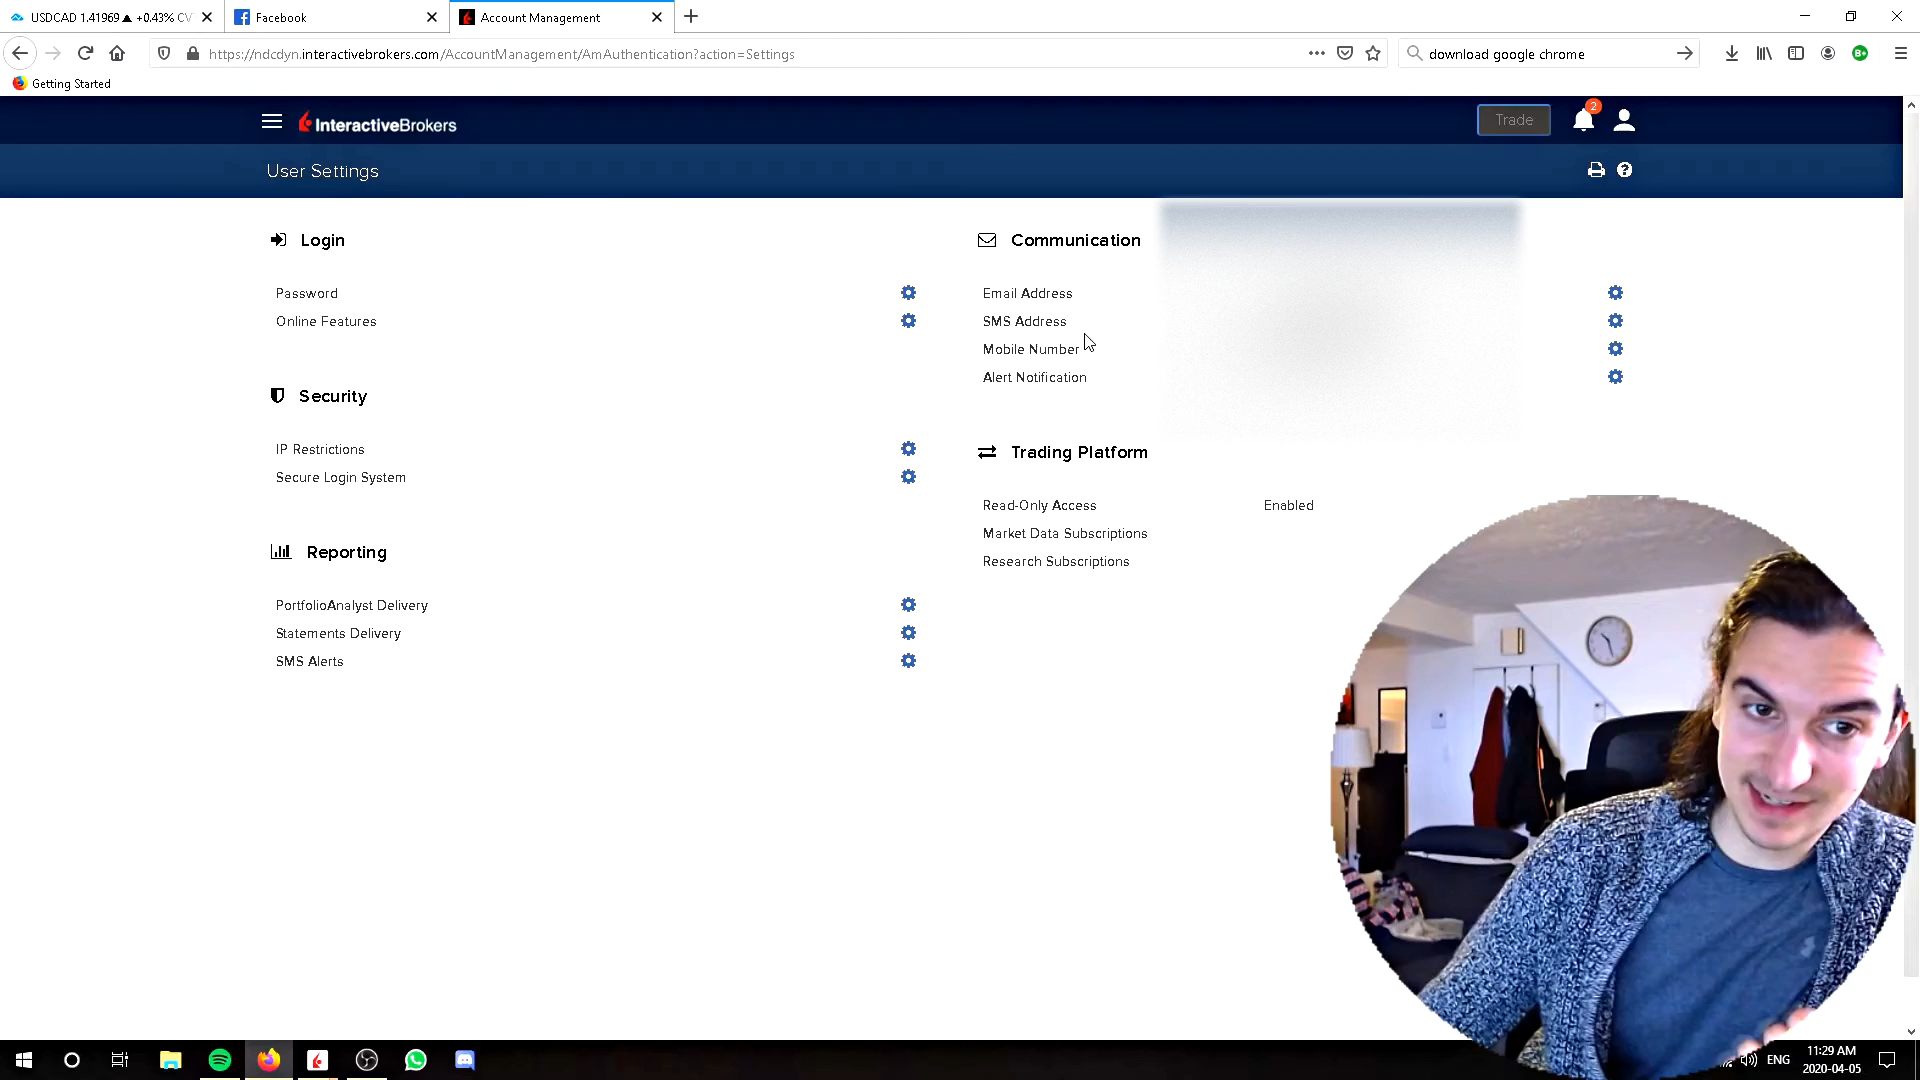 USDCAD 1.41969 ▲ +0.43%
Facebook
Account Management
https://ndcdyn.interactivebrokers.com/AccountManagement/AmAuthentication?action=Settings
download google chrome
Getting Started
InteractiveBrokers
Trade
2
User Settings
Login
Password
Online Features
Security
IP Restrictions
Secure Login System
Reporting
PortfolioAnalyst Delivery
Statements Delivery
SMS Alerts
Communication
Email Address
SMS Address
Mobile Number
Alert Notification
Trading Platform
Read-Only Access Enabled
Market Data Subscriptions
Research Subscriptions
ENG
11:29 AM
2020-04-05